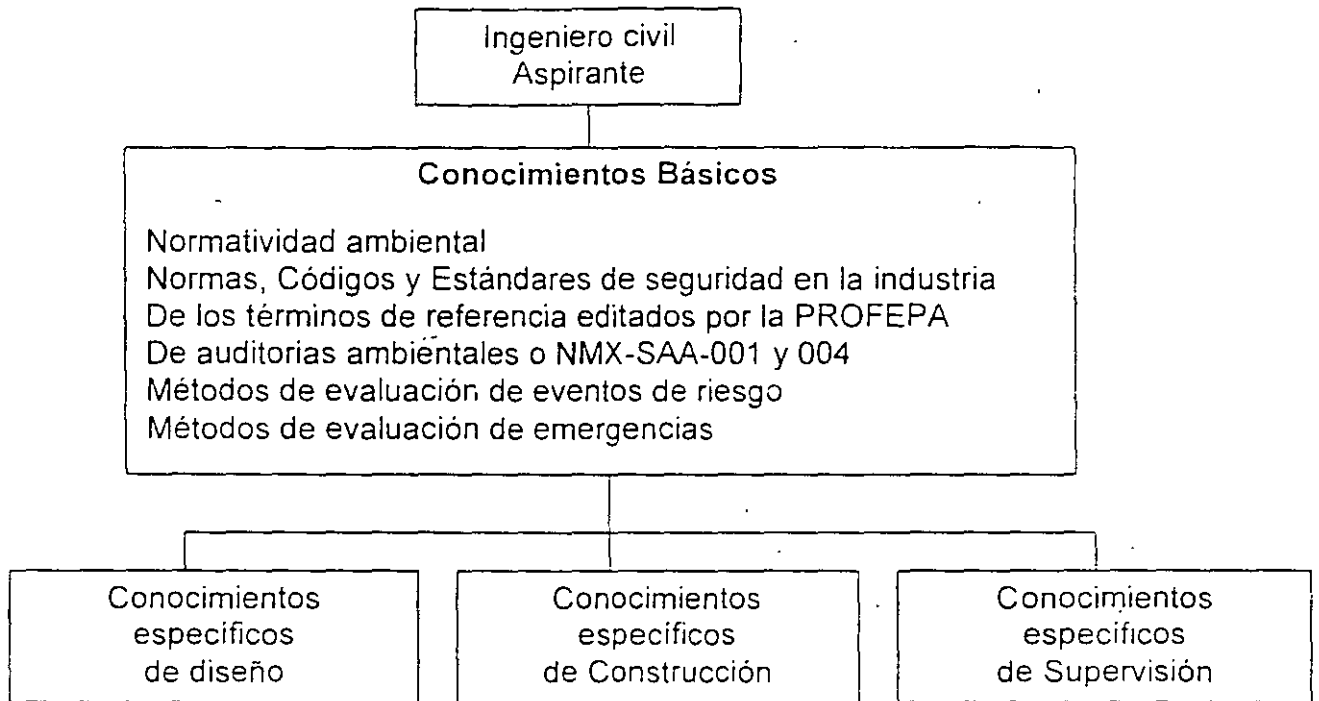 Ingeniero civil
Aspirante
Conocimientos Básicos
Normatividad ambiental
Normas, Códigos y Estándares de seguridad en la industria
De los términos de referencia editados por la PROFEPA
De auditorias ambientales o NMX-SAA-001 y 004
Métodos de evaluación de eventos de riesgo
Métodos de evaluación de emergencias
Conocimientos
específicos
de diseño
Conocimientos
específicos
de Construcción
Conocimientos
específicos
de Supervisión